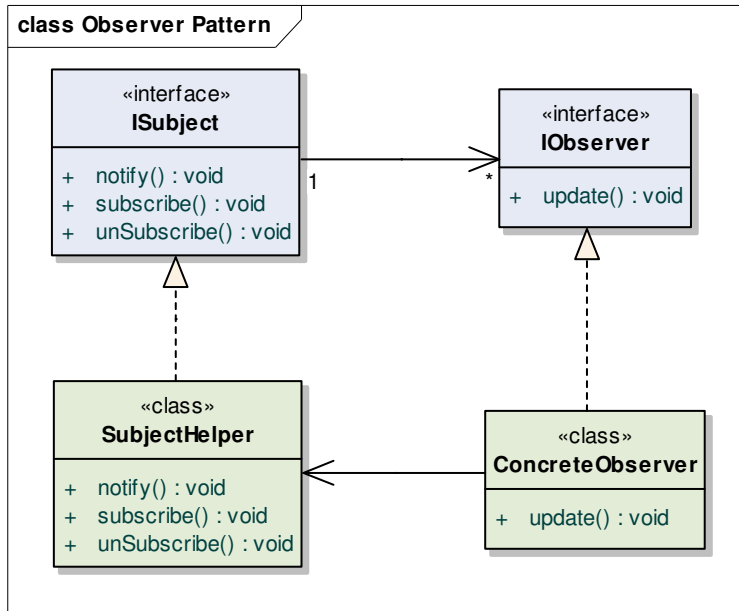 class Observer Pattern
«interface»
ISubject
+ notify() : void
+ subscribe() : void
+ unSubscribe() : void
1
*
«interface»
IObserver
+ update() : void
«class»
SubjectHelper
+ notify() : void
+ subscribe() : void
+ unSubscribe() : void
«class»
ConcreteObserver
+ update() : void